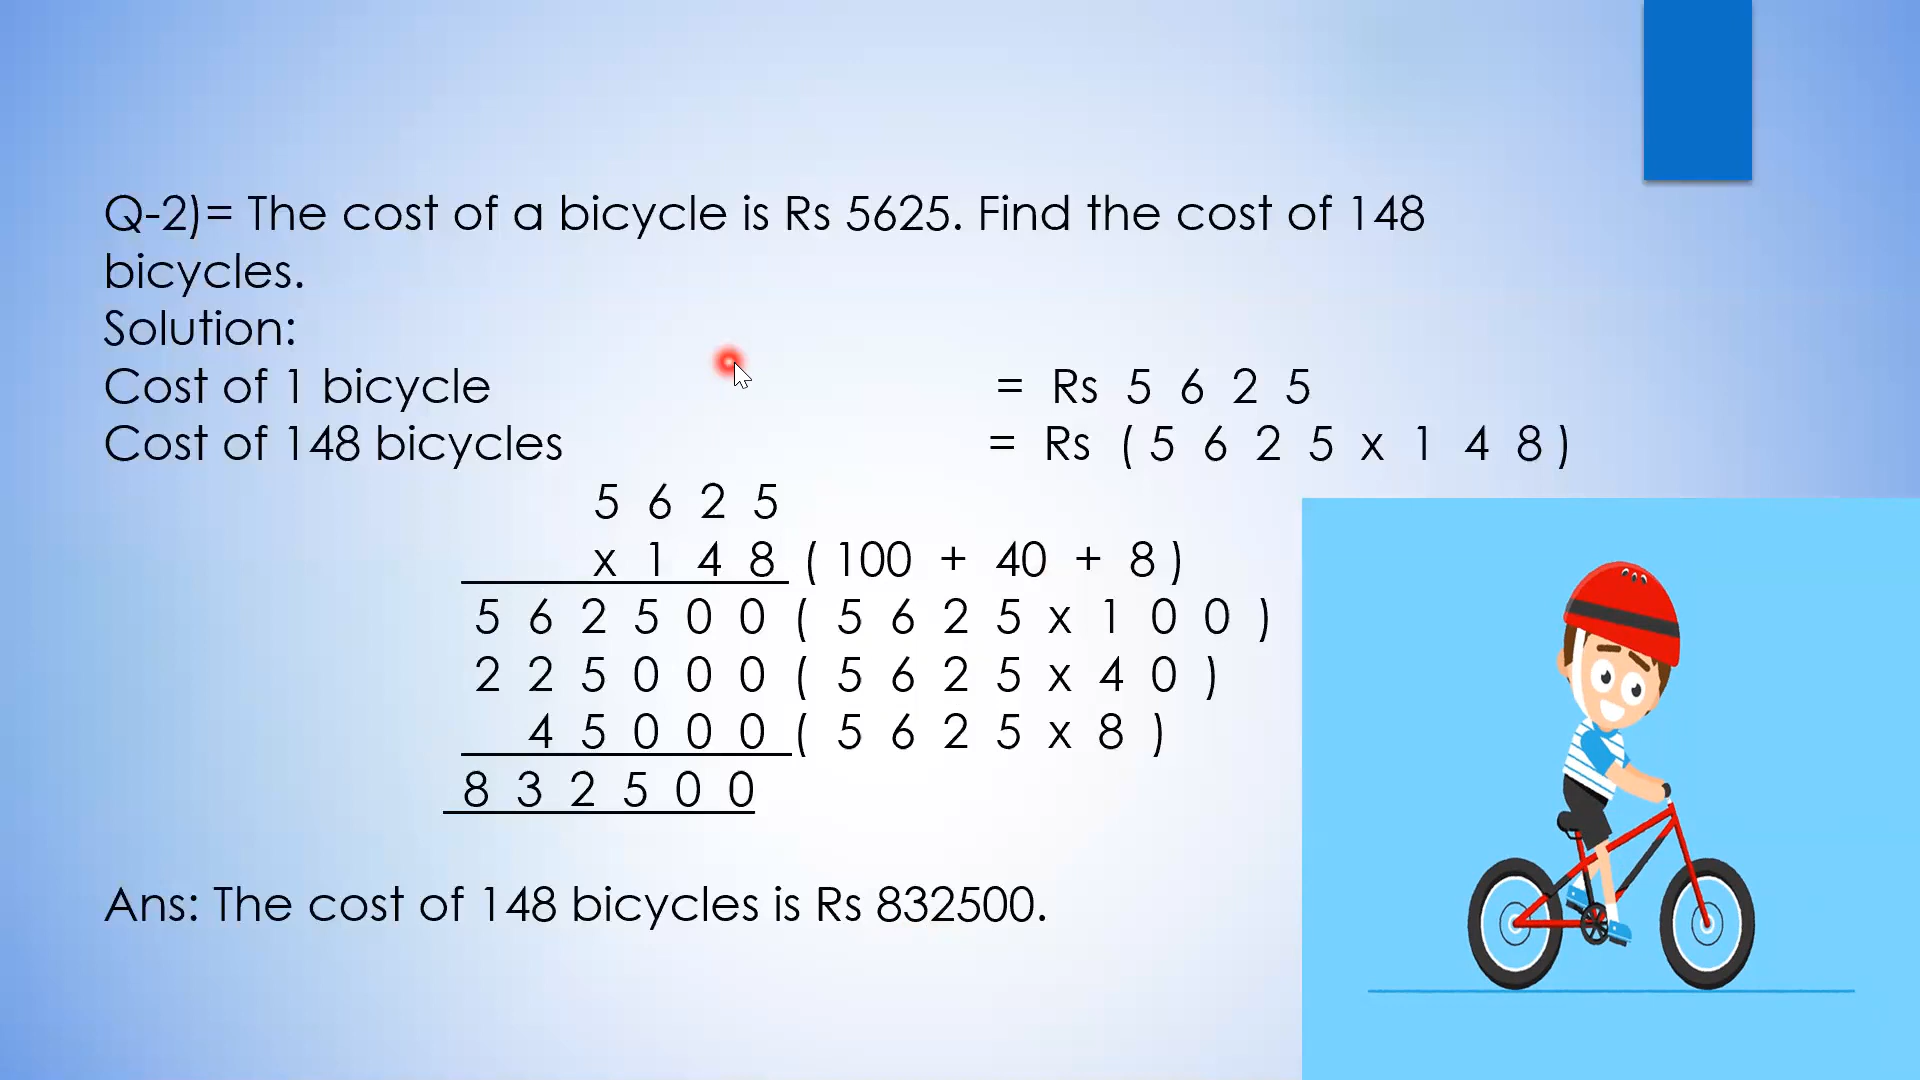 Q-2)= The cost of a bicycle is Rs 5625. Find the cost of 148
bicycles.
Solution:
Cost of 1 bicycle = Rs 5 6 2 5
Cost of 148 bicycles = Rs ( 5 6 2 5 x 1 4 8 )
5 6 2 5
x 1 4 8 ( 100 + 40 + 8 )
5 6 2 5 0 0 ( 5 6 2 5 x 1 0 0 )
2 2 5 0 0 0 ( 5 6 2 5 x 4 0 )
4 5 0 0 0 ( 5 6 2 5 x 8 )
8 3 2 5 0 0
Ans: The cost of 148 bicycles is Rs 832500.